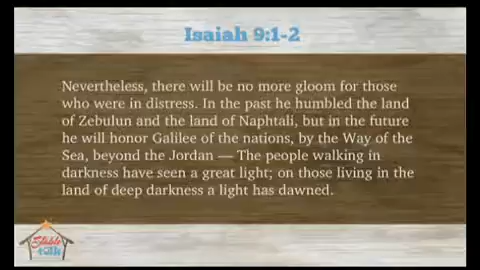 Isaiah 9:1-2
Nevertheless, there will be no more gloom for those
who were in distress. In the past he humbled the land
of Zebulun and the land of Naphtali, but in the future
he will honor Galilee of the nations, by the Way of the
Sea, beyond the Jordan — The people walking in
darkness have seen a great light; on those living in the
land of deep darkness a light has dawned.
Stable